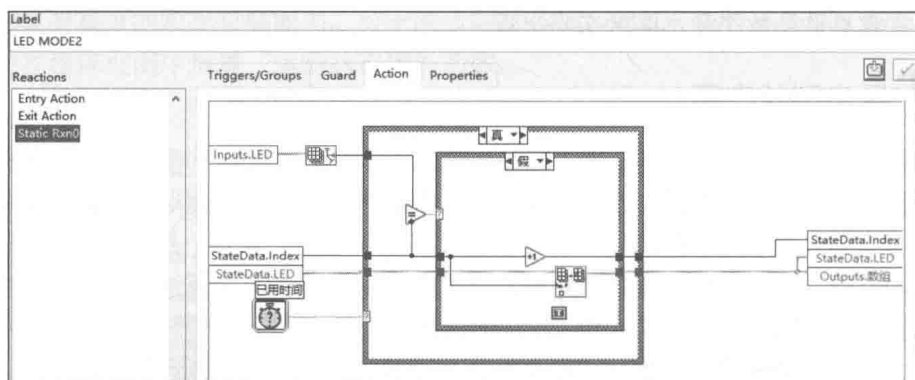 Label
LED MODE2
Reactions
Triggers/Groups Guard Action Properties
Entry Action
Exit Action
Static Rxn0
真
假
Inputs.LED
=
StateData.Index
StateData.LED
已用时间
+1
StateData.Index
StateData.LED
Outputs.数组